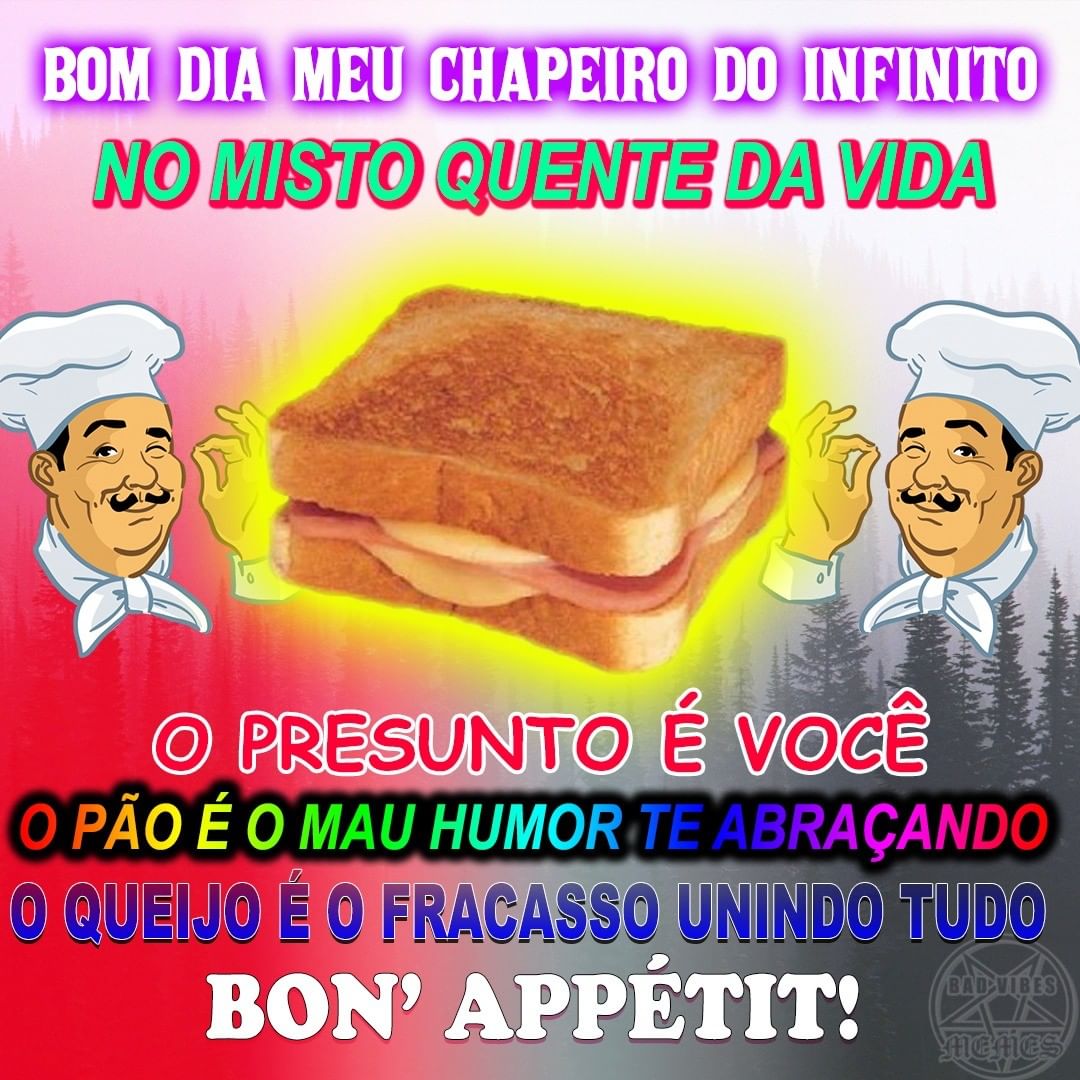 BOM DIA MEU CHAPEIRO DO INFINITO
NO MISTO QUENTE DA VIDA
O PRESUNTO É VOCÊ
O PÃO É O MAU HUMOR TE ABRAÇANDO
O QUEIJO É O FRACASSO UNINDO TUDO
BON' APPÉTIT!
BAD VIBES
MEMES